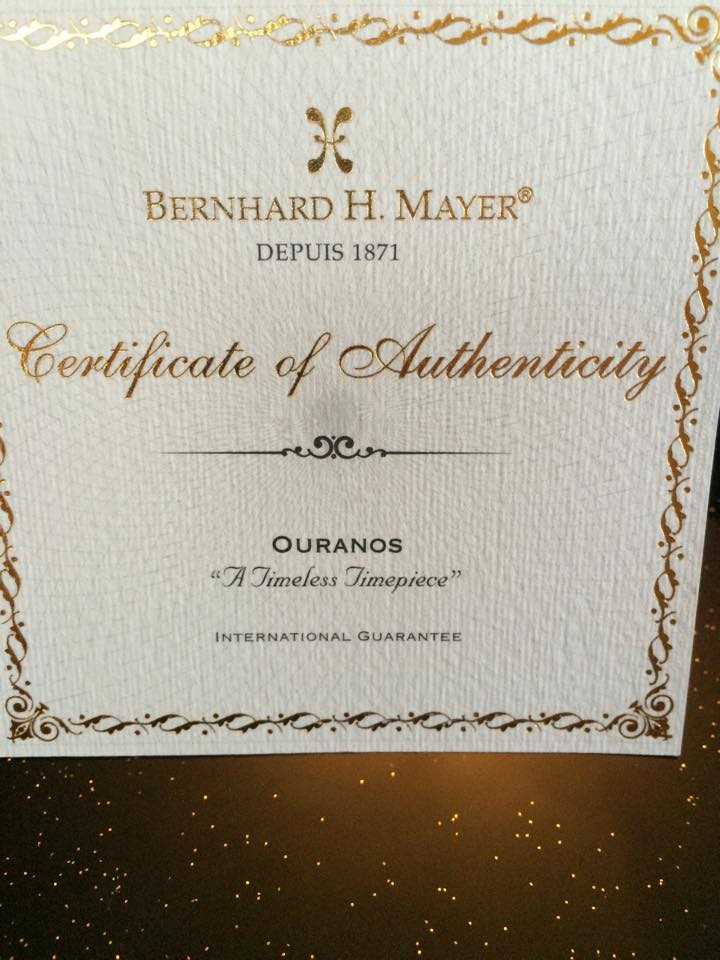 BERNHARD H. MAYER®
DEPUIS 1871
Certificate of Authenticity
OURANOS
“A Timeless Timepiece”
INTERNATIONAL GUARANTEE